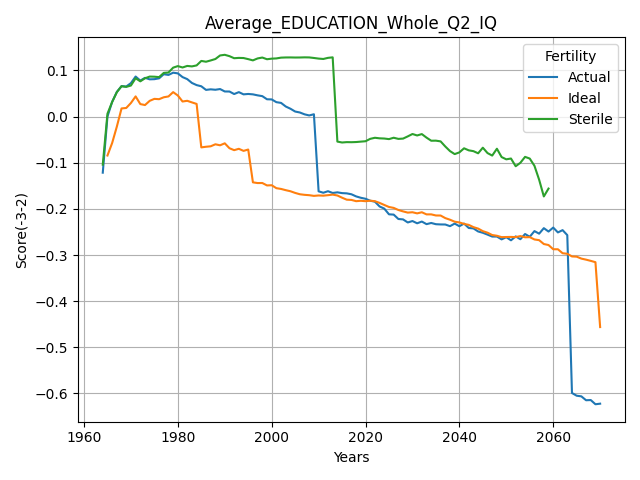 Average_EDUCATION_Whole_Q2_IQ
Fertility
Actual
Ideal
Sterile
Score(-3-2)
0.1
0.0
−0.1
−0.2
−0.3
−0.4
−0.5
−0.6
1960 1980 2000 2020 2040 2060
Years